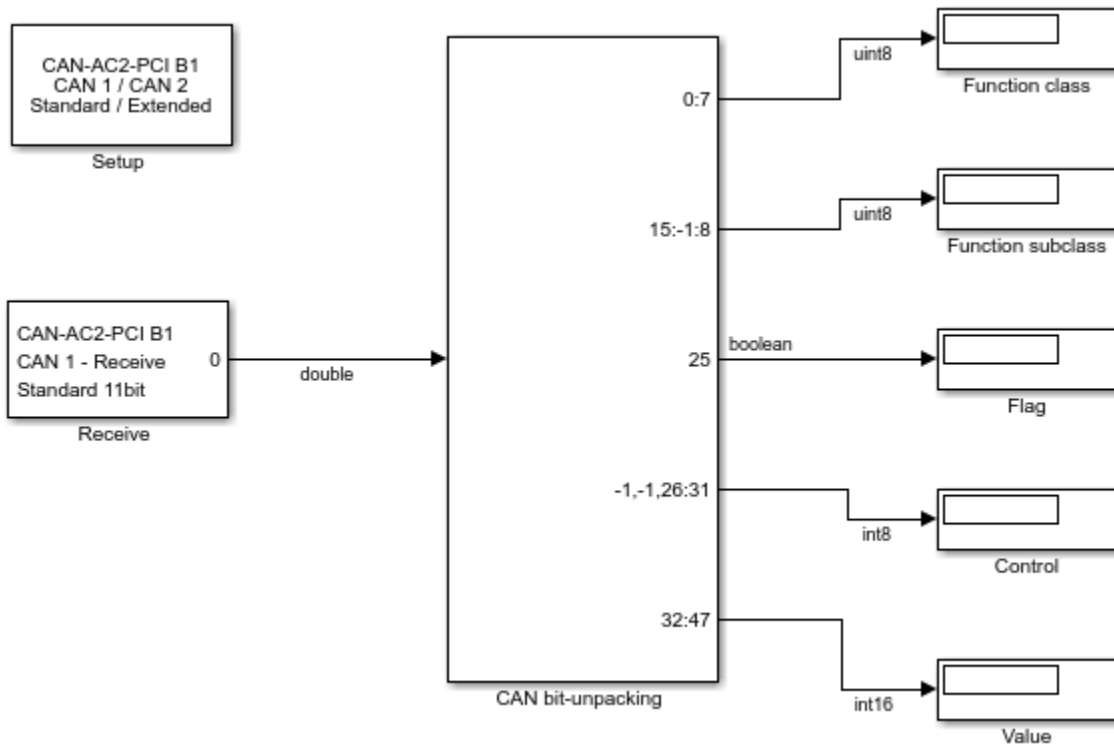 CAN-AC2-PCI B1
CAN 1 / CAN 2
Standard / Extended
Setup
CAN-AC2-PCI B1
CAN 1 - Receive
0
Standard 11bit
Receive
double
0:7
15:-1:8
25
-1,-1,26:31
32:47
CAN bit-unpacking
uint8
Function class
uint8
Function subclass
boolean
Flag
int8
Control
int16
Value